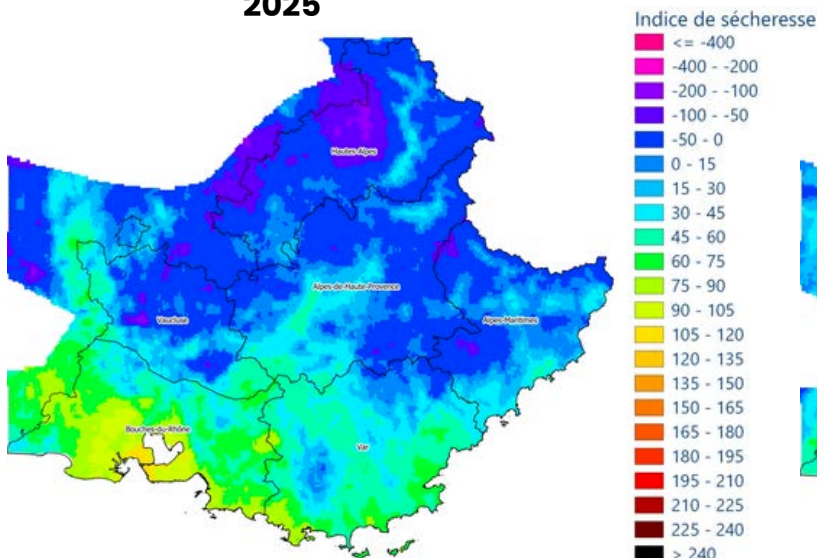 2025
Indice de sécheresse
<= -400
-400 - -200
-200 - -100
-100 - -50
-50 - 0
0 - 15
15 - 30
30 - 45
45 - 60
60 - 75
75 - 90
90 - 105
105 - 120
120 - 135
135 - 150
150 - 165
165 - 180
180 - 195
195 - 210
210 - 225
225 - 240
> 240
Hautes-Alpes
Alpes-de-Haute-Provence
Vaucluse
Alpes-Maritimes
Bouches-du-Rhône
Var